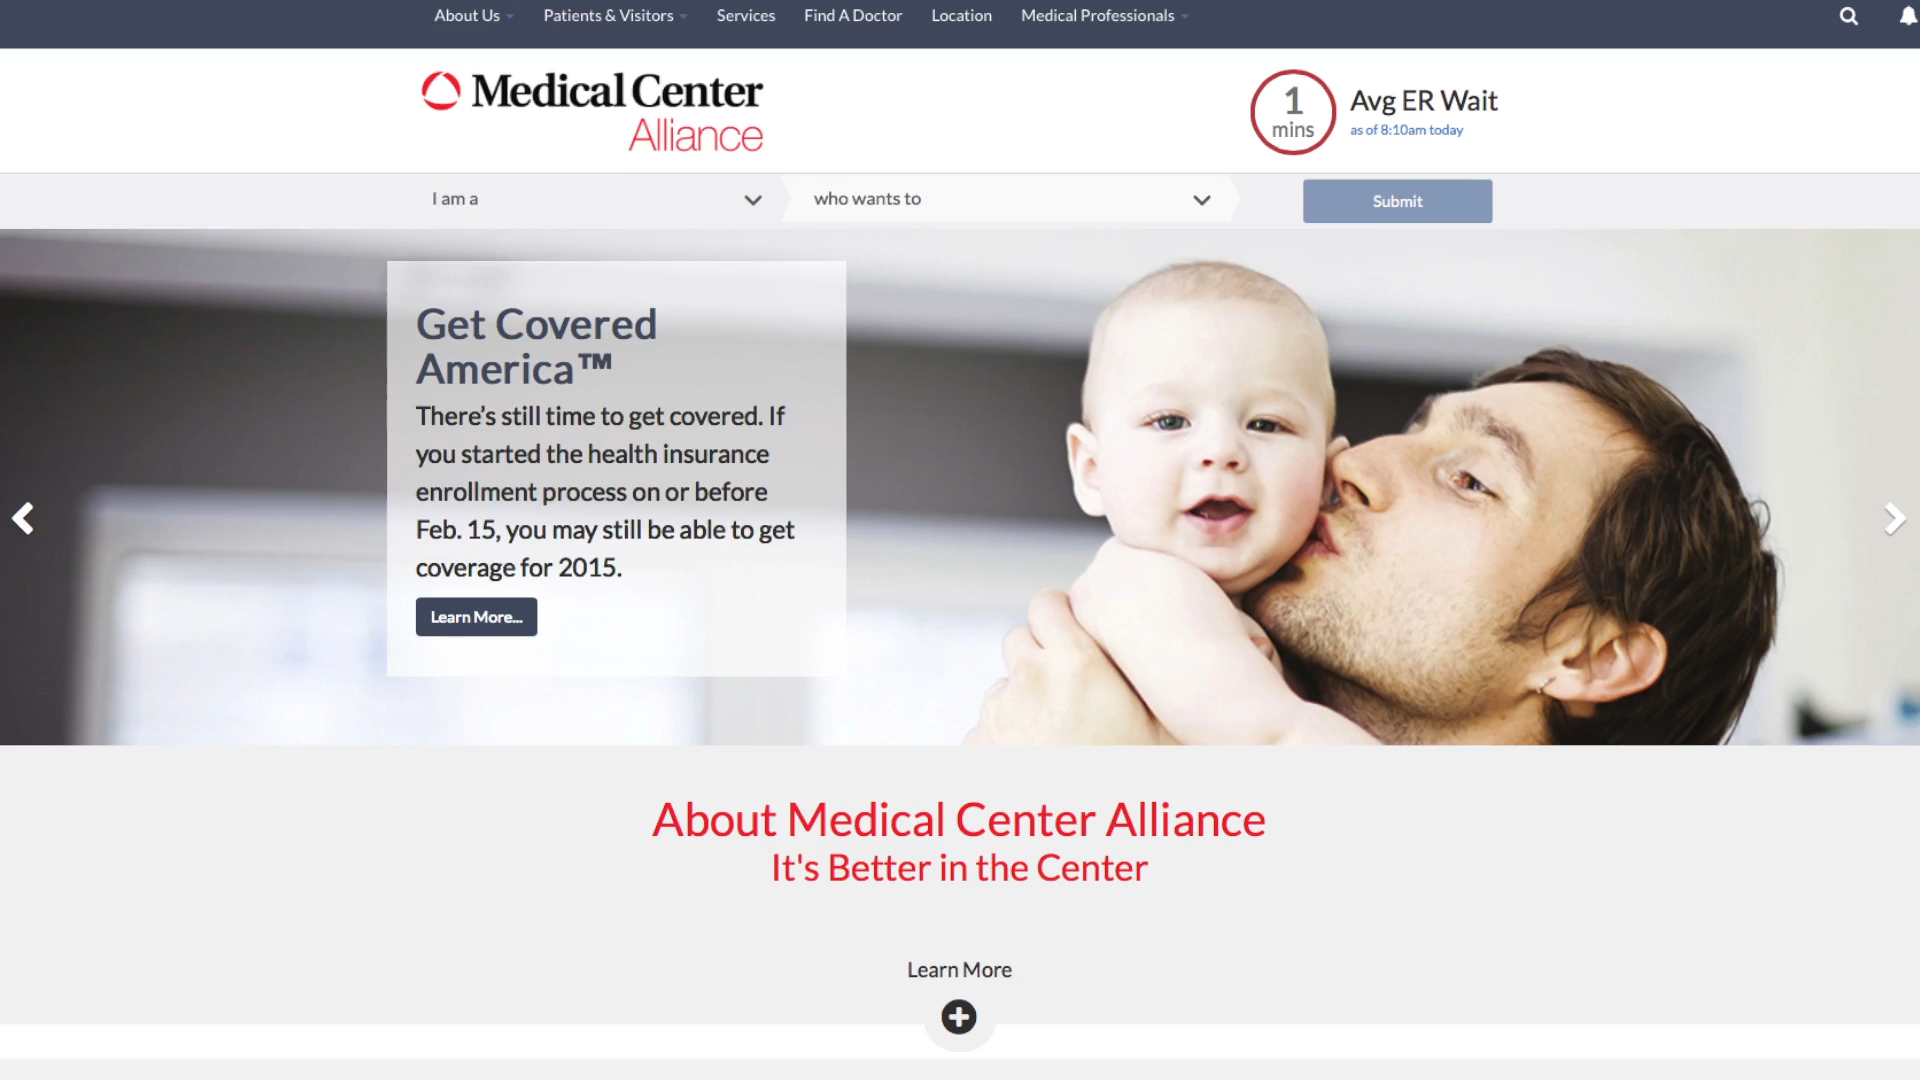 About Us
Patients & Visitors
Services
Find A Doctor
Location
Medical Professionals
Medical Center
Alliance
1
mins
Avg ER Wait
as of 8:10am today
I am a
who wants to
Submit
Get Covered
America™
There's still time to get covered. If
you started the health insurance
enrollment process on or before
Feb. 15, you may still be able to get
coverage for 2015.
Learn More...
About Medical Center Alliance
It's Better in the Center
Learn More